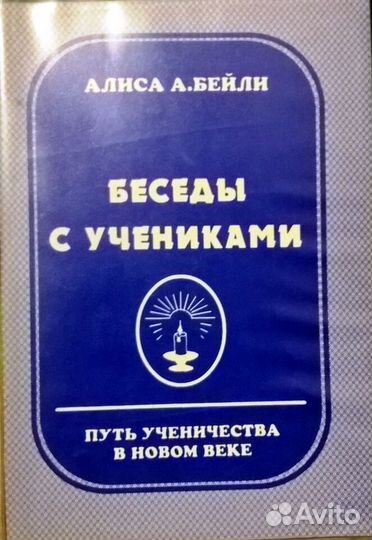 АЛИСА А.БЕЙЛИ
БЕСЕДЫ
С УЧЕНИКАМИ
ПУТЬ УЧЕНИЧЕСТВА
В НОВОМ ВЕКЕ
Avito